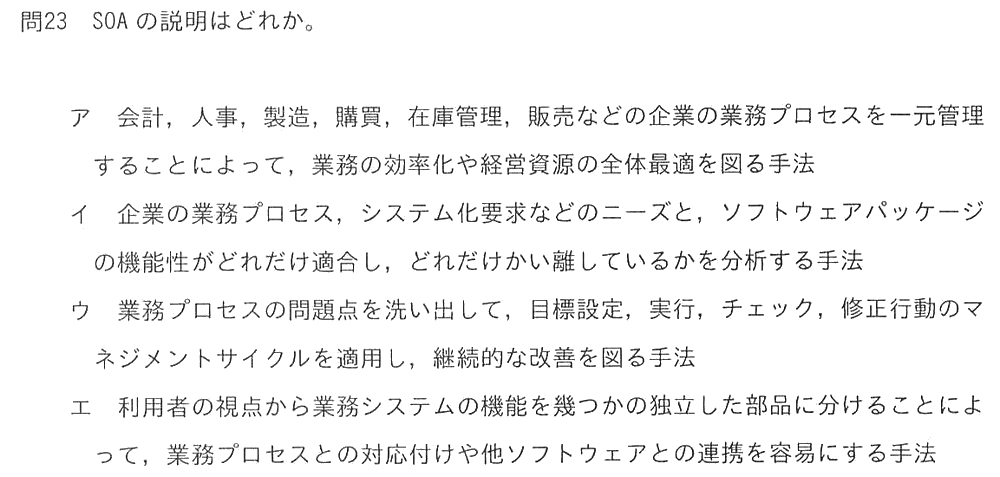 問23　SOA の説明はどれか。
ア　会計，人事，製造，購買，在庫管理，販売などの企業の業務プロセスを一元管理
することによって，業務の効率化や経営資源の全体最適を図る手法
イ　企業の業務プロセス，システム化要求などのニーズと，ソフトウェアパッケージ
の機能性がどれだけ適合し，どれだけかい離しているかを分析する手法
ウ　業務プロセスの問題点を洗い出して，目標設定，実行，チェック，修正行動のマ
ネジメントサイクルを適用し，継続的な改善を図る手法
エ　利用者の視点から業務システムの機能を幾つかの独立した部品に分けることによ
って，業務プロセスとの対応付けや他ソフトウェアとの連携を容易にする手法